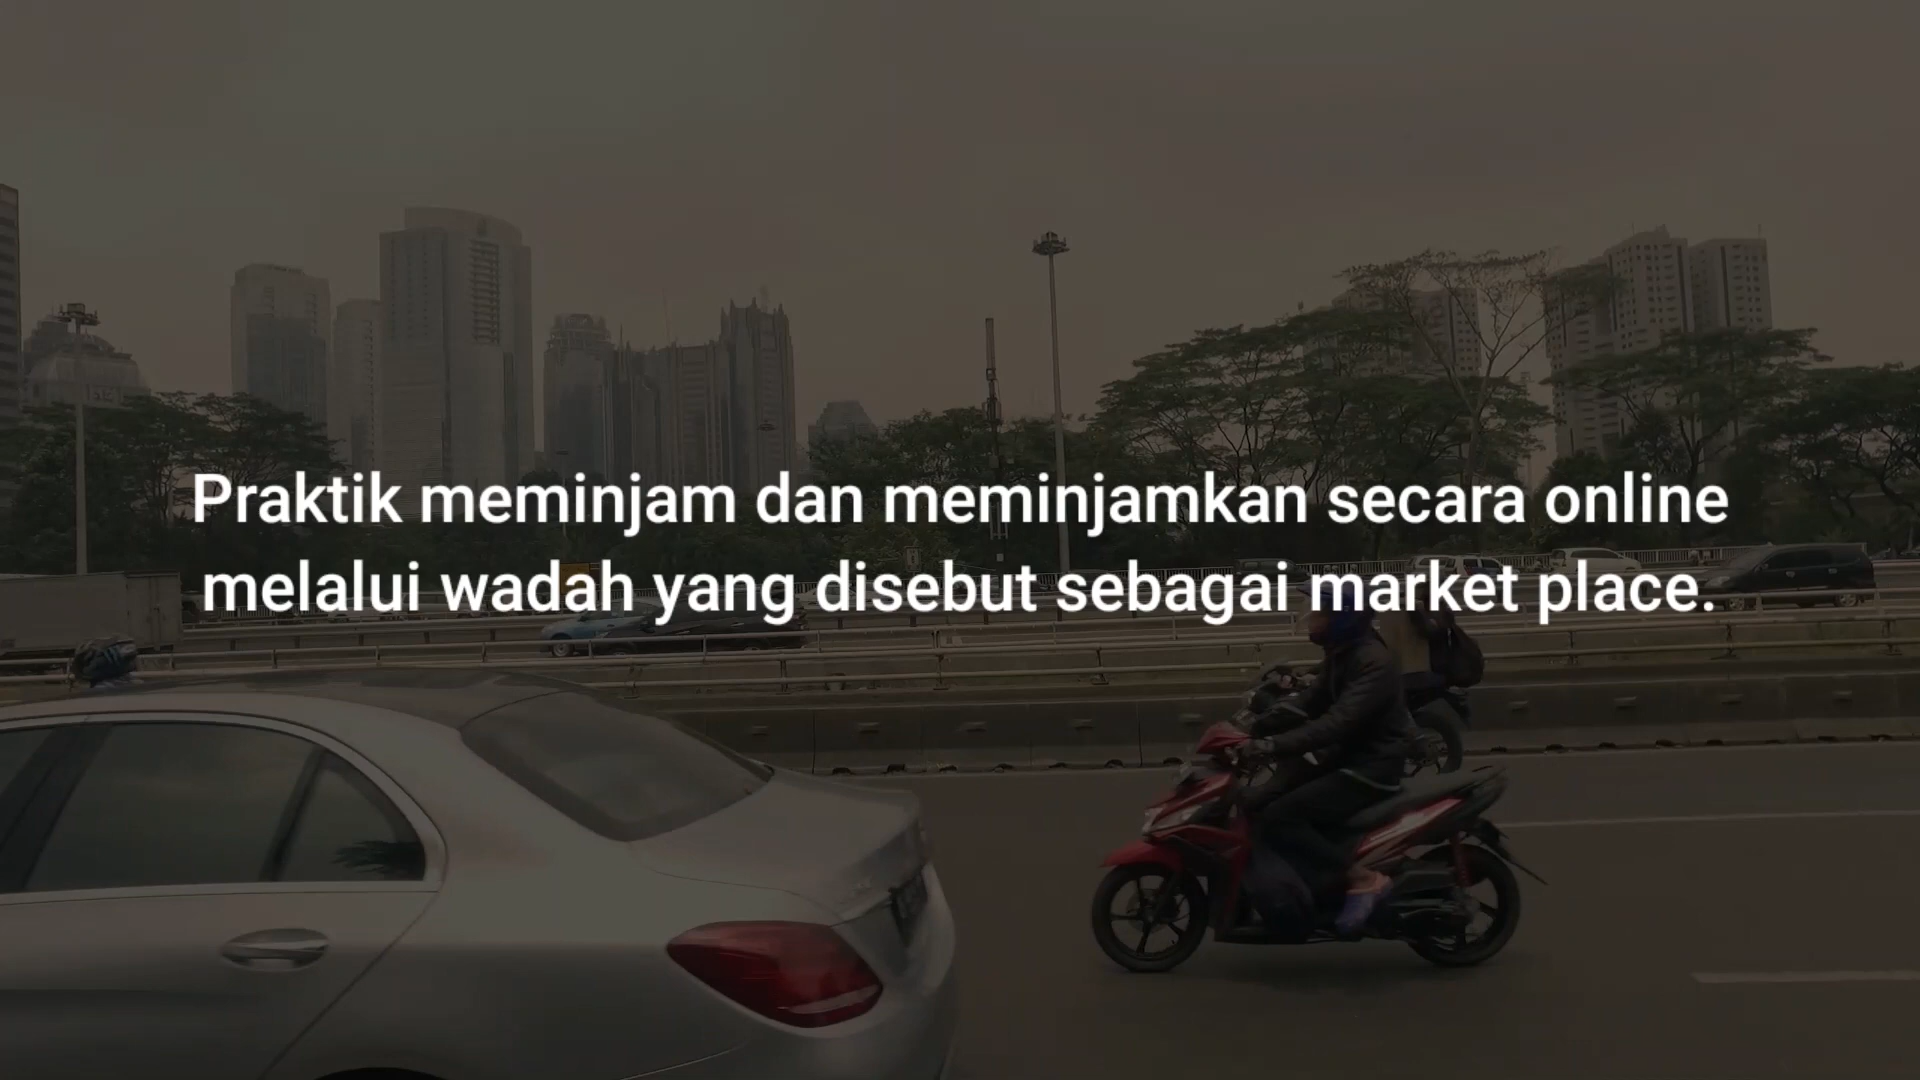 Praktik meminjam dan meminjamkan secara online
melalui wadah yang disebut sebagai market place.